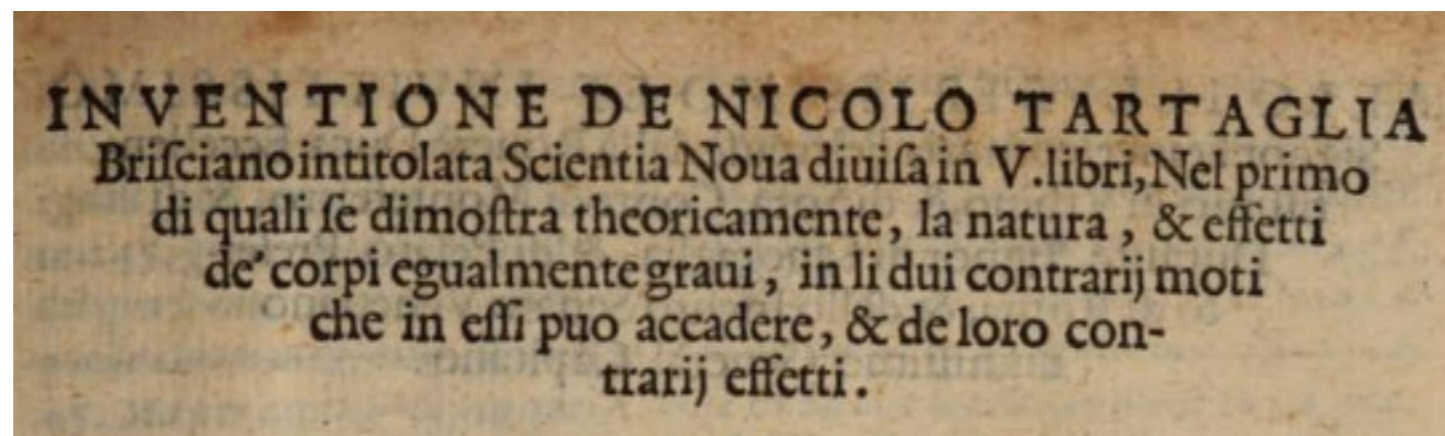 INVENTIONE DE NICOLO TARTAGLIA
Briſciano intitolata Scientia Noua diuiſa in V. libri, Nel primo
di quali ſe dimoſtra theoricamente, la natura, & effetti
de' corpi egualmente graui, in li dui contrarij moti
che in eſſi puo accadere, & de loro con-
trarij effetti.